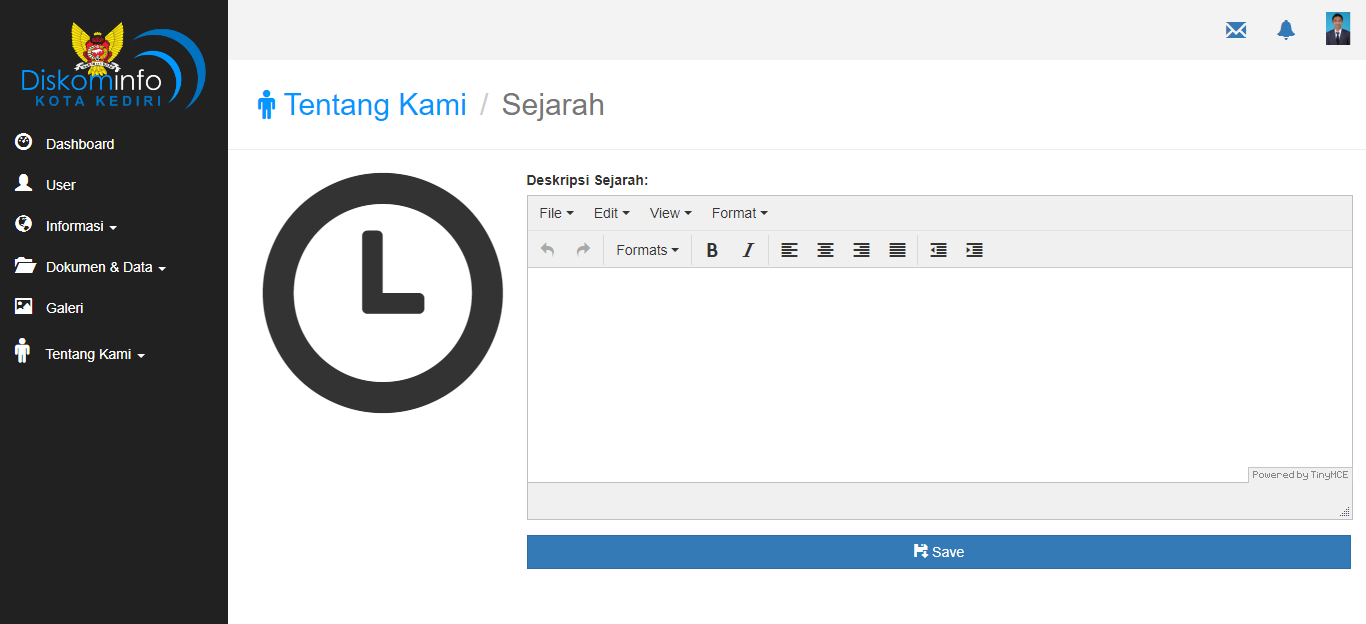 Diskominfo
KOTA KEDIRI
Dashboard
User
Informasi
Dokumen & Data
Galeri
Tentang Kami
Tentang Kami / Sejarah
Deskripsi Sejarah:
File Edit View Format
Formats B I
Powered by TinyMCE
Save